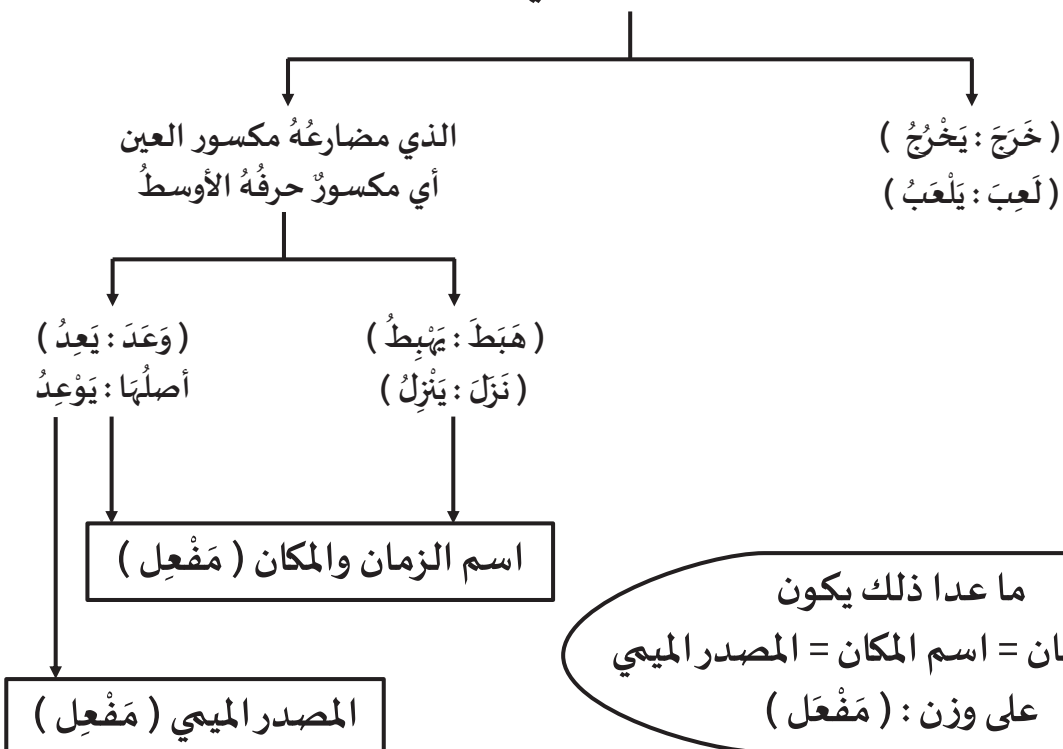 ( خَرَجَ : يَخْرُجُ )
( لَعِبَ : يَلْعَبُ )
الذي مضارعُهُ مكسور العين
أي مكسورٌ حرفُهُ الأوسطُ
( هَبَطَ : يَهْبِطُ )
( نَزَلَ : يَنْزِلُ )
( وَعَدَ : يَعِدُ )
أصلُهَا : يَوْعِدُ
اسم الزمان والمكان ( مَفْعِل )
ما عدا ذلك يكون
= اسم المكان = المصدر الميمي
على وزن : ( مَفْعَل )
المصدر الميمي ( مَفْعِل )